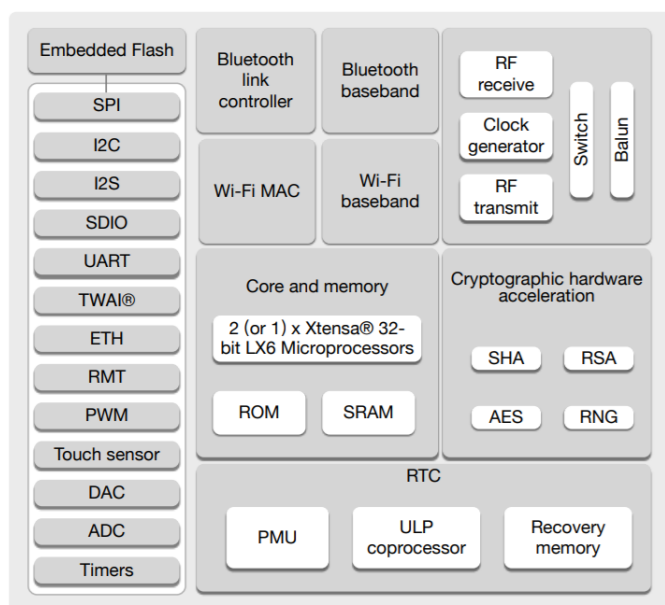 Embedded Flash
SPI
I2C
I2S
SDIO
UART
TWAI®
ETH
RMT
PWM
Touch sensor
DAC
ADC
Timers
Bluetooth
link
controller
Bluetooth
baseband
Wi-Fi MAC
Wi-Fi
baseband
RF
receive
Clock
generator
RF
transmit
Switch
Balun
Core and memory
2 (or 1) x Xtensa® 32-
bit LX6 Microprocessors
ROM
SRAM
Cryptographic hardware
acceleration
SHA
RSA
AES
RNG
RTC
PMU
ULP
coprocessor
Recovery
memory